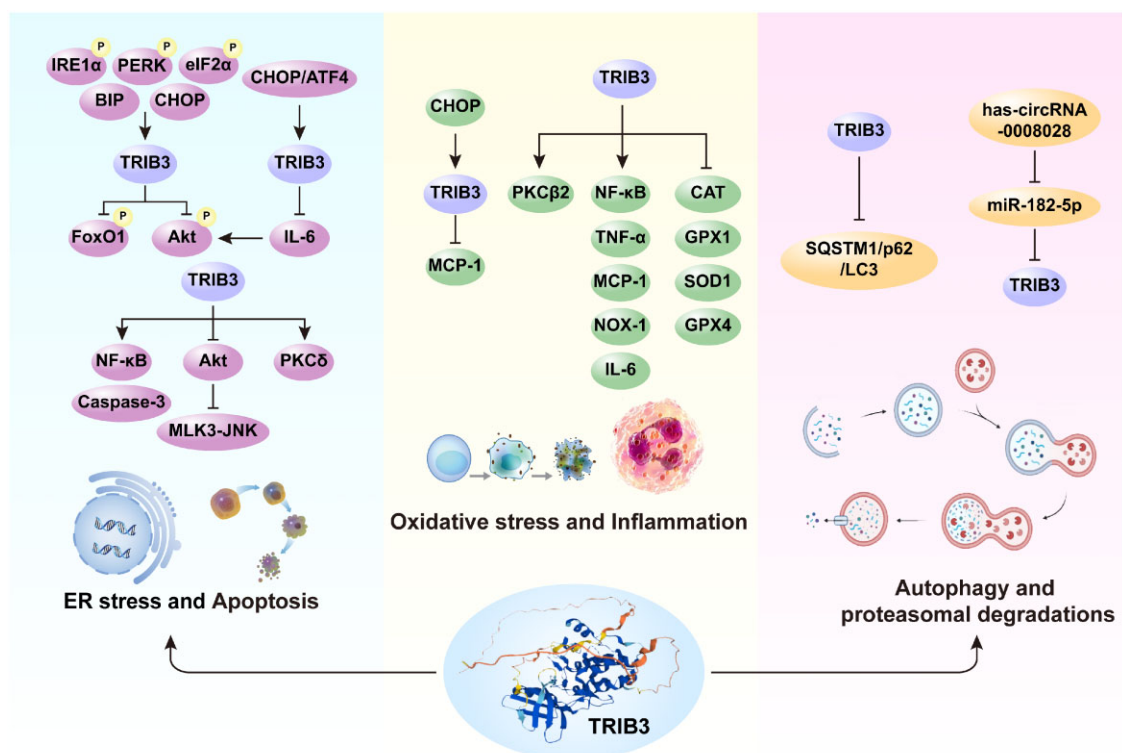 P
P
P
IRE1α
PERK
eIF2α
BIP
CHOP
CHOP/ATF4
TRIB3
TRIB3
P
P
FoxO1
Akt
IL-6
TRIB3
NF-κB
Akt
PKCδ
Caspase-3
MLK3-JNK
ER stress and Apoptosis
TRIB3
CHOP
TRIB3
PKCβ2
NF-κB
CAT
TNF-α
GPX1
MCP-1
MCP-1
SOD1
NOX-1
GPX4
IL-6
Oxidative stress and Inflammation
TRIB3
SQSTM1/p62
/LC3
has-circRNA
-0008028
miR-182-5p
TRIB3
Autophagy and
proteasomal degradations
TRIB3